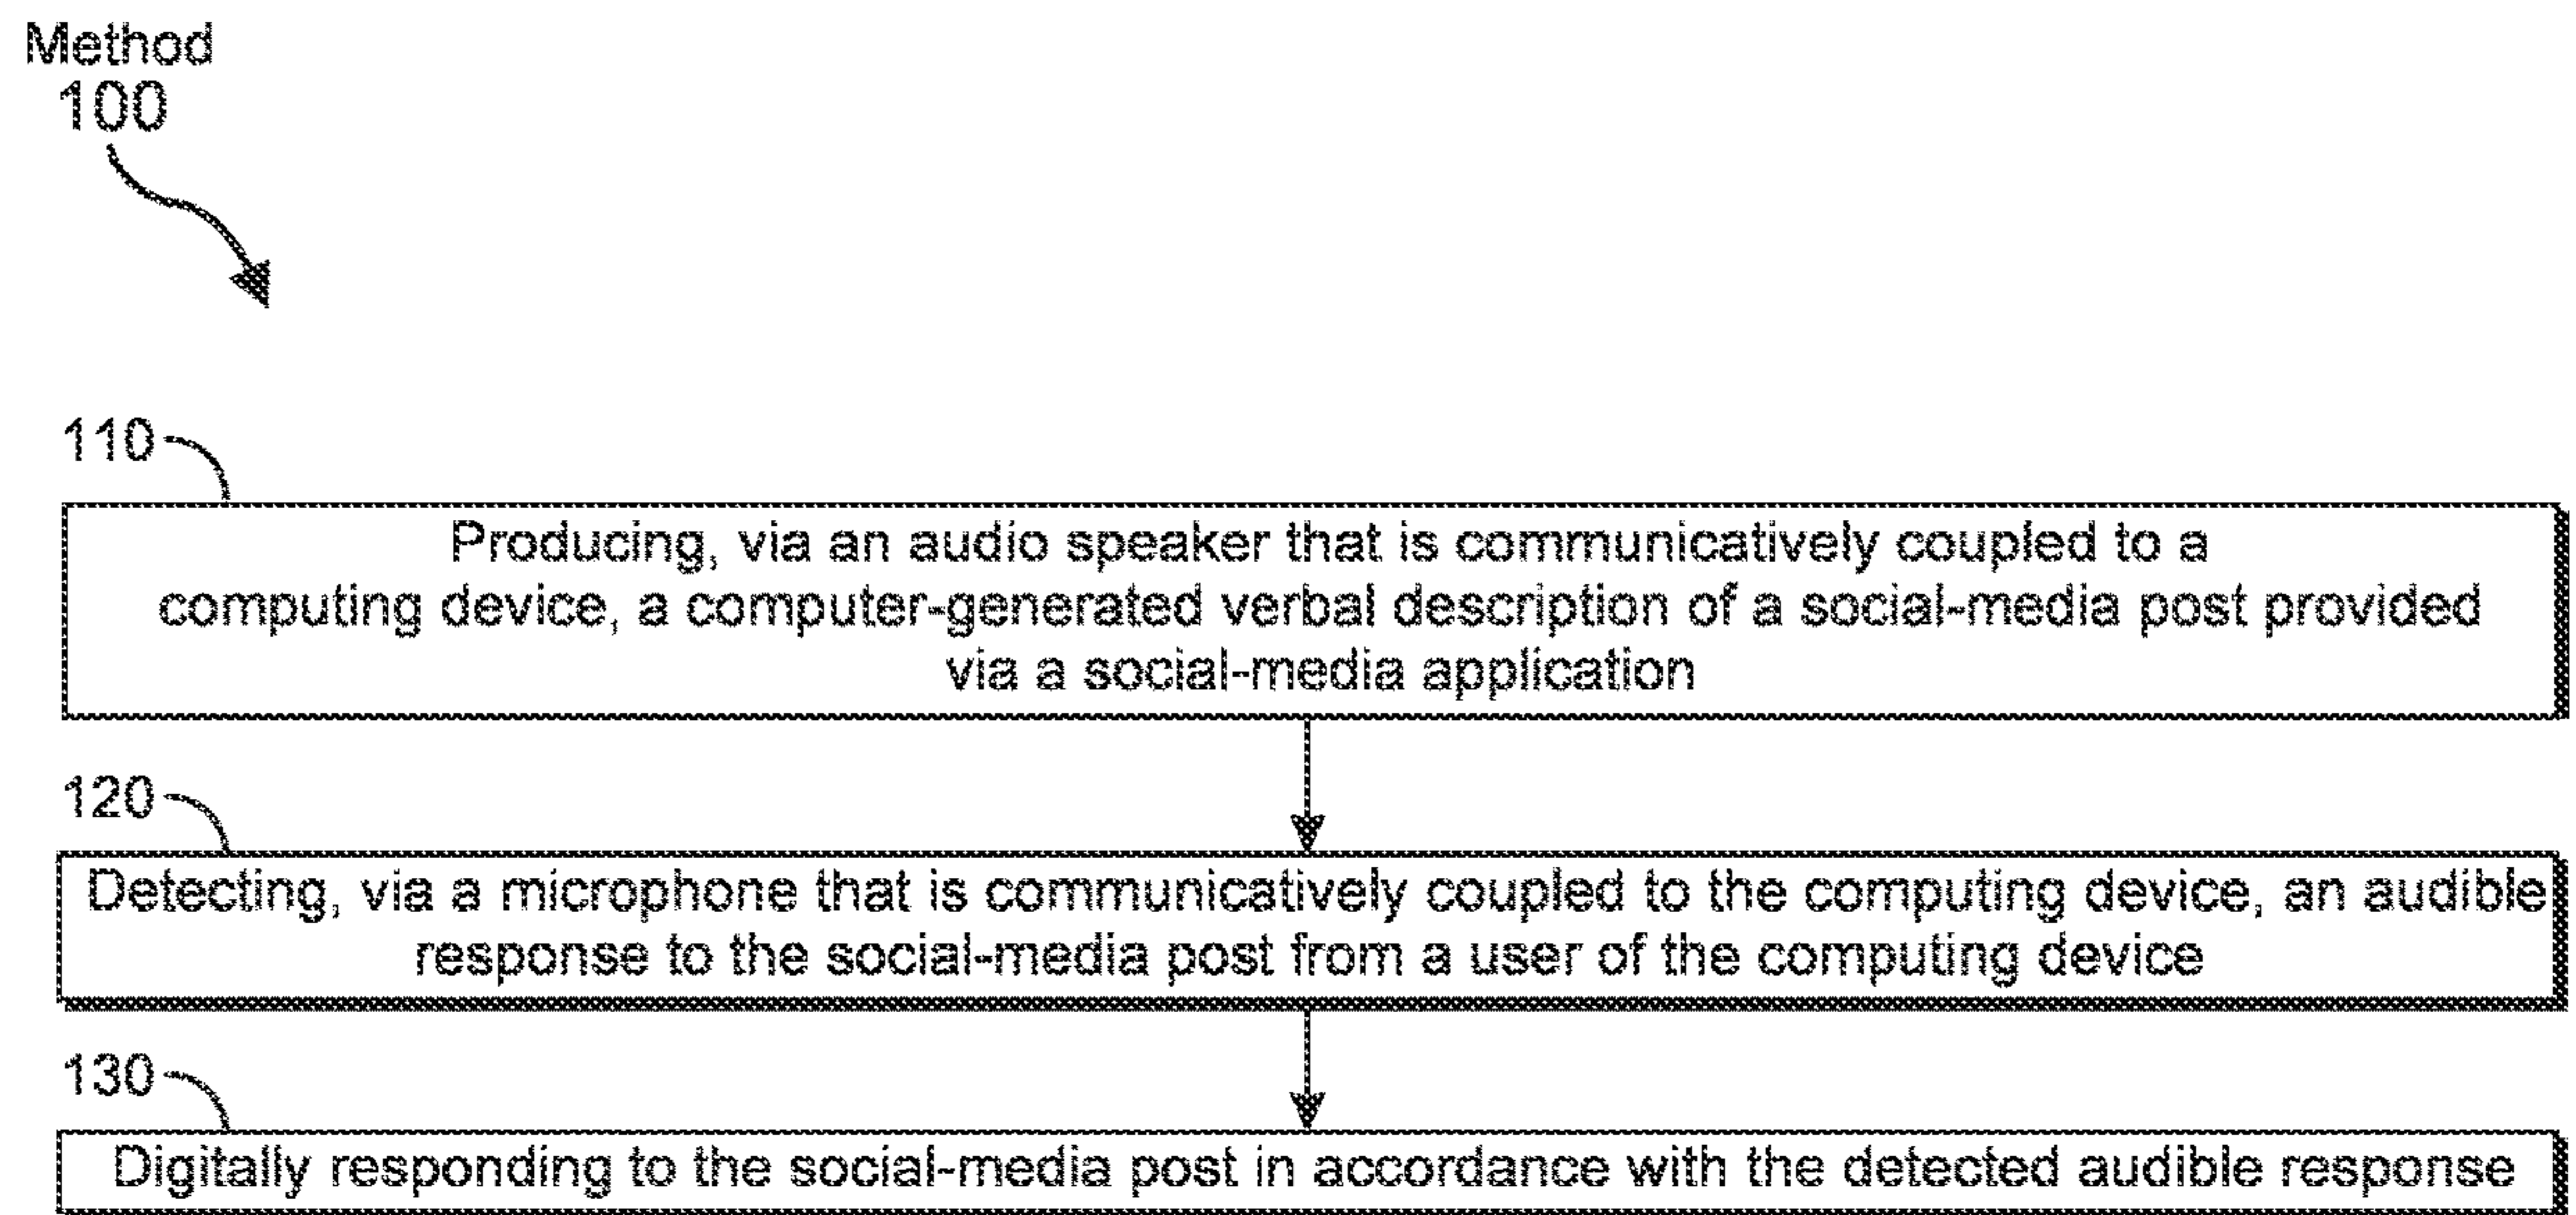 Method
100
110
Producing, via an audio speaker that is communicatively coupled to a
computing device, a computer-generated verbal description of a social-media post provided
via a social-media application
120
Detecting, via a microphone that is communicatively coupled to the computing device, an audible
response to the social-media post from a user of the computing device
130
Digitally responding to the social-media post in accordance with the detected audible response